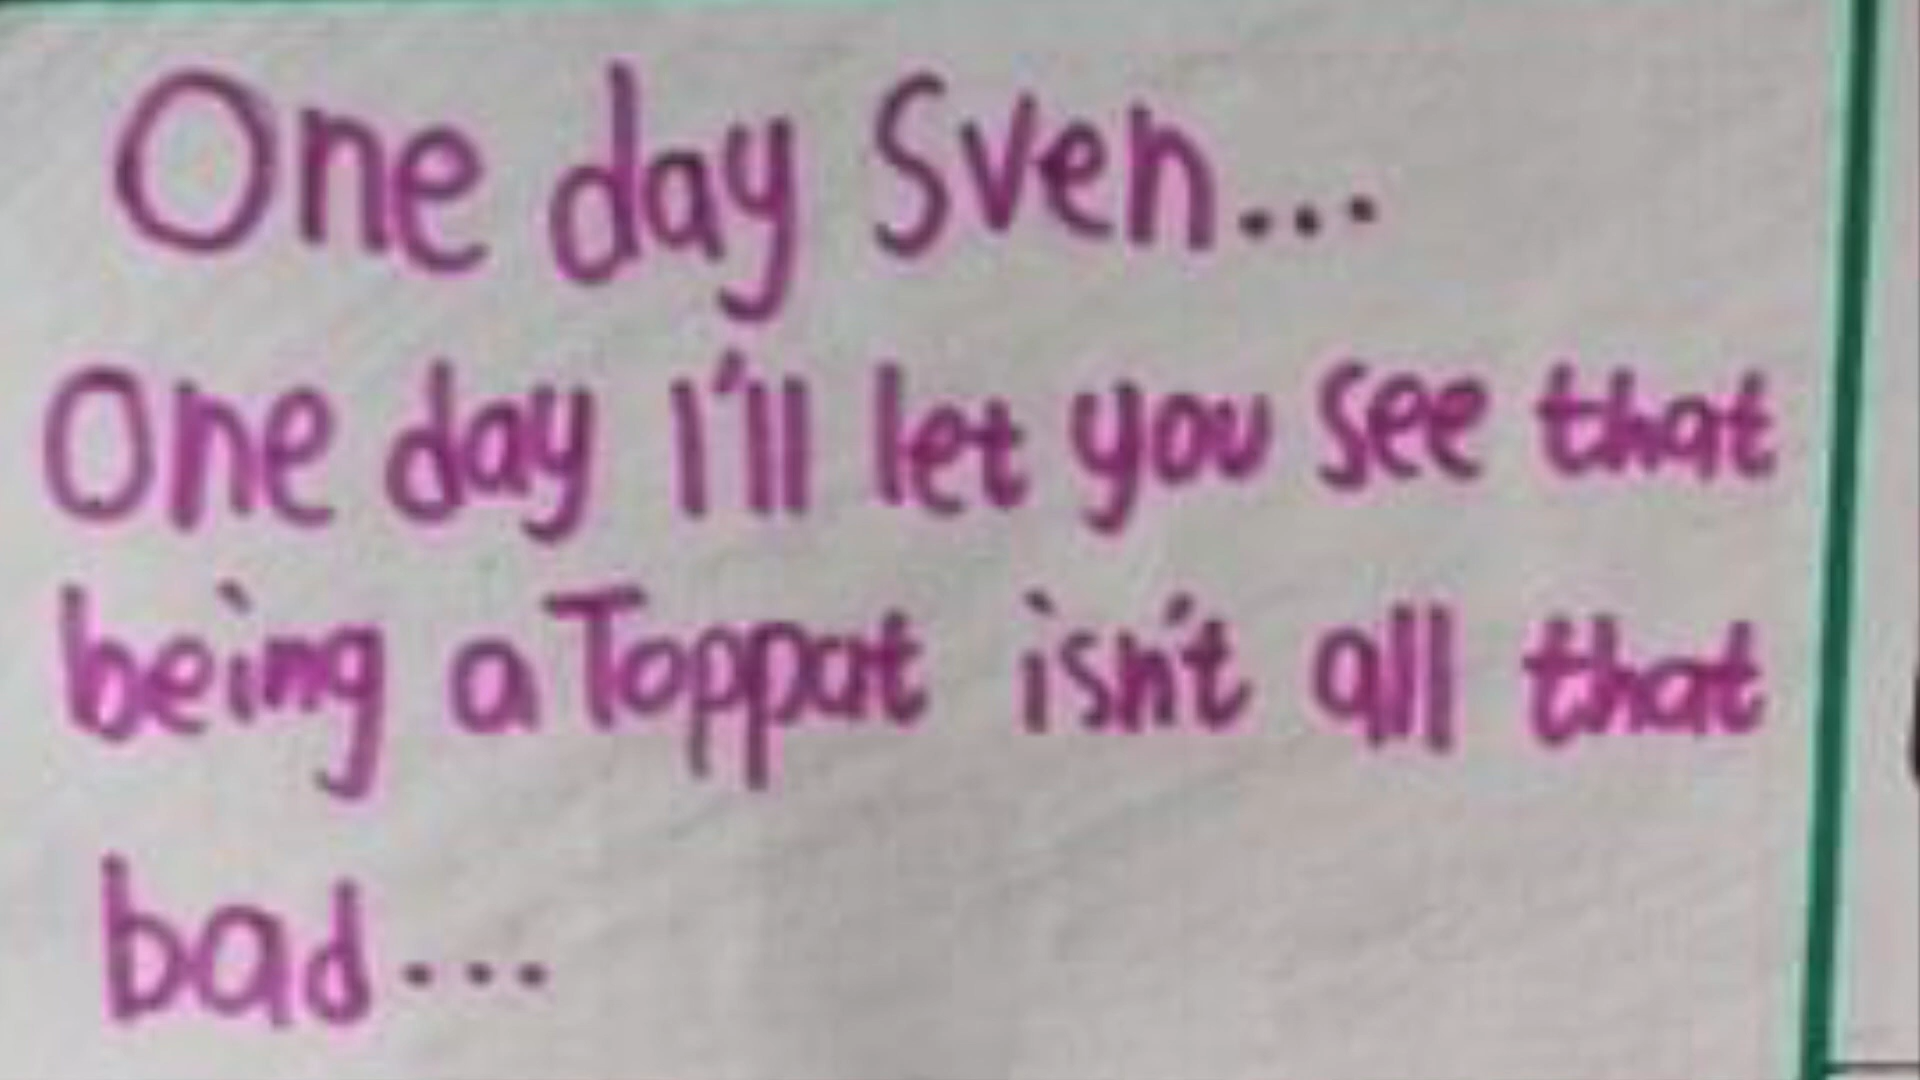 One day Sven...
One day I'll let you see that
being a Toppat isn't all that
bad...